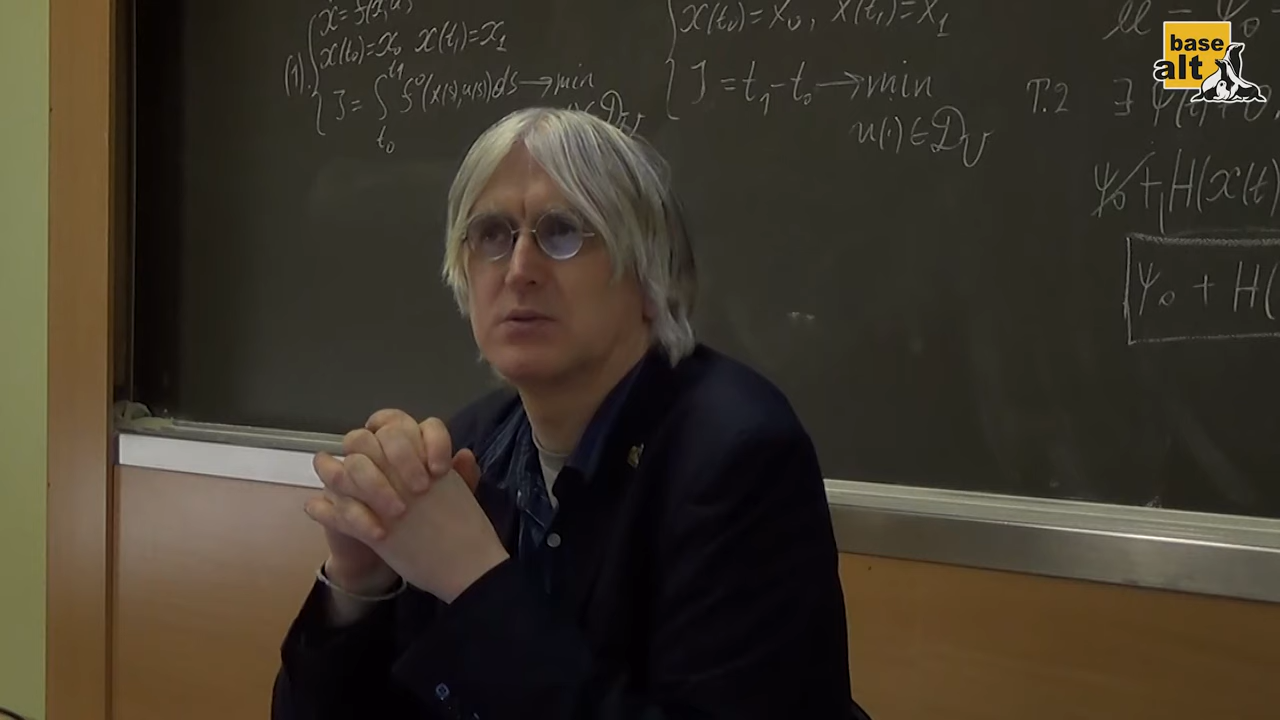 ẋ = f(x, u)
x(t₀)=x₀ x(t₁)=x₁
(1)
J = ∫ₜ₀ᵗ¹ f⁰(x(s),u(s))ds → min
x(t₀)=x₀, x(t₁)=x₁
J = t₁-t₀ → min
u(·) ∈ D_U
T.2 ∃
ψ₀ + H(x(t)
ψ₀ + H(
base
alt